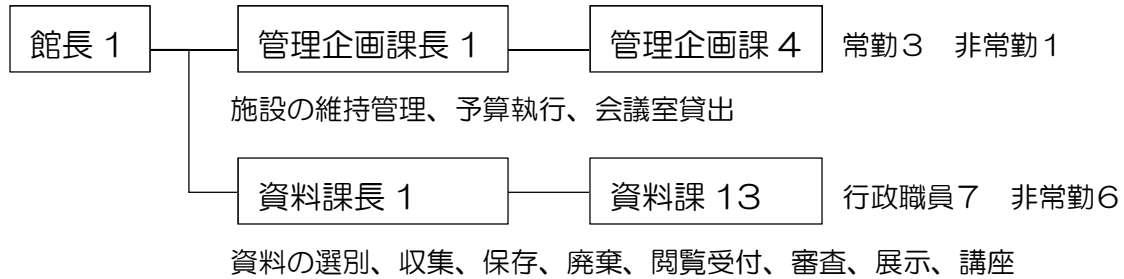 館長１ 管理企画課長１ 管理企画課４ 常勤３　非常勤１
施設の維持管理、予算執行、会議室貸出
資料課長１ 資料課 13 行政職員７　非常勤６
資料の選別、収集、保存、廃棄、閲覧受付、審査、展示、講座